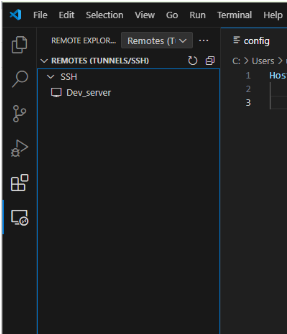 File Edit Selection View Go Run Terminal Help
REMOTE EXPLOR... Remotes (T ...
config
REMOTES (TUNNELS/SSH)
C: > Users >
SSH
1 Host
Dev_server
2
3